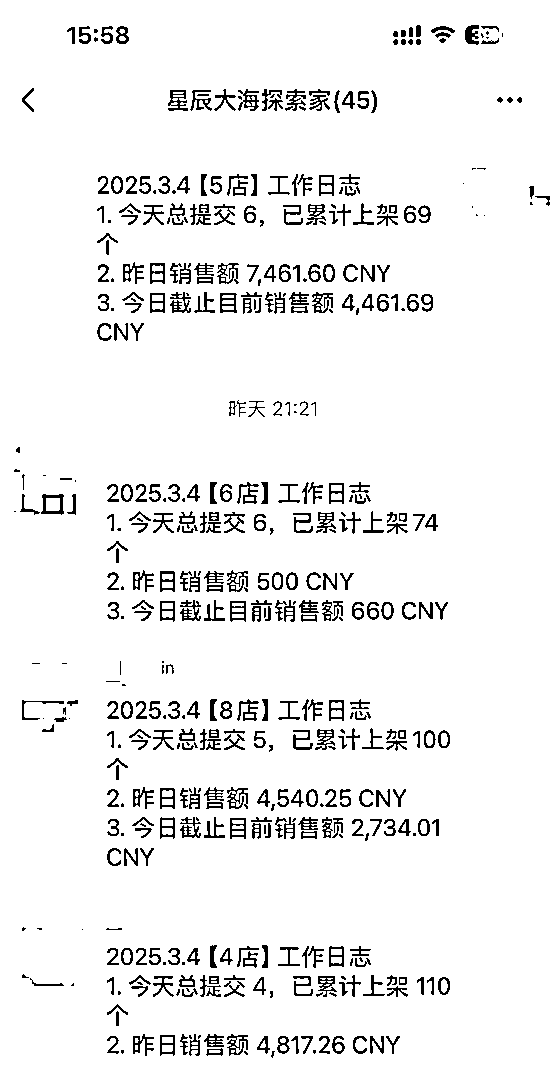 15:58
星辰大海探索家(45)
2025.3.4【5店】工作日志
1. 今天总提交 6，已累计上架 69
个
2. 昨日销售额 7,461.60 CNY
3. 今日截止目前销售额 4,461.69
CNY
昨天 21:21
2025.3.4【6店】工作日志
1. 今天总提交 6，已累计上架 74
个
2. 昨日销售额 500 CNY
3. 今日截止目前销售额 660 CNY
in
2025.3.4【8店】工作日志
1. 今天总提交 5，已累计上架 100
个
2. 昨日销售额 4,540.25 CNY
3. 今日截止目前销售额 2,734.01
CNY
2025.3.4【4店】工作日志
1. 今天总提交 4，已累计上架 110
个
2. 昨日销售额 4,817.26 CNY